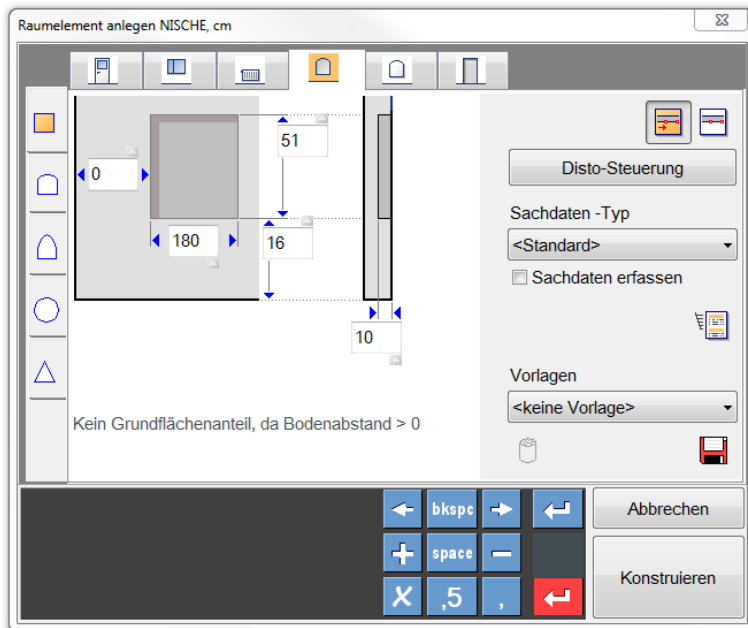 Raumelement anlegen NISCHE, cm
51
0
Disto-Steuerung
180
16
Sachdaten -Typ
<Standard>
Sachdaten erfassen
10
Vorlagen
<keine Vorlage>
Kein Grundflächenanteil, da Bodenabstand > 0
bkspc
Abbrechen
space
,5
,
Konstruieren